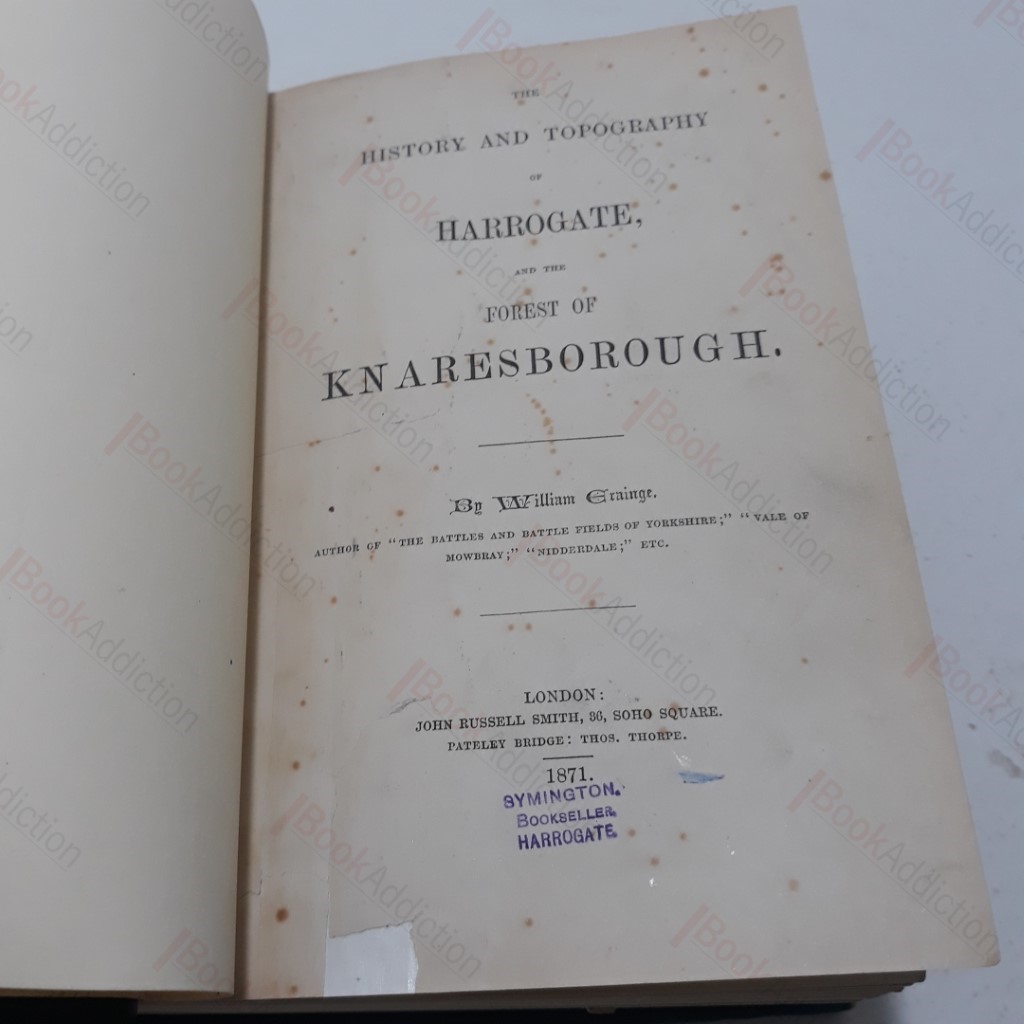 THE
HISTORY AND TOPOGRAPHY
OF
HARROGATE,
AND THE
FOREST OF
KNARESBOROUGH.
By William Grainge.
AUTHOR OF "THE BATTLES AND BATTLE FIELDS OF YORKSHIRE;" "VALE OF
MOWBRAY;" "NIDDERDALE;" ETC.
LONDON:
JOHN RUSSELL SMITH, 36, SOHO SQUARE.
PATELEY BRIDGE: THOS. THORPE.
1871.
SYMINGTON.
BOOKSELLER,
HARROGATE
BookAddiction